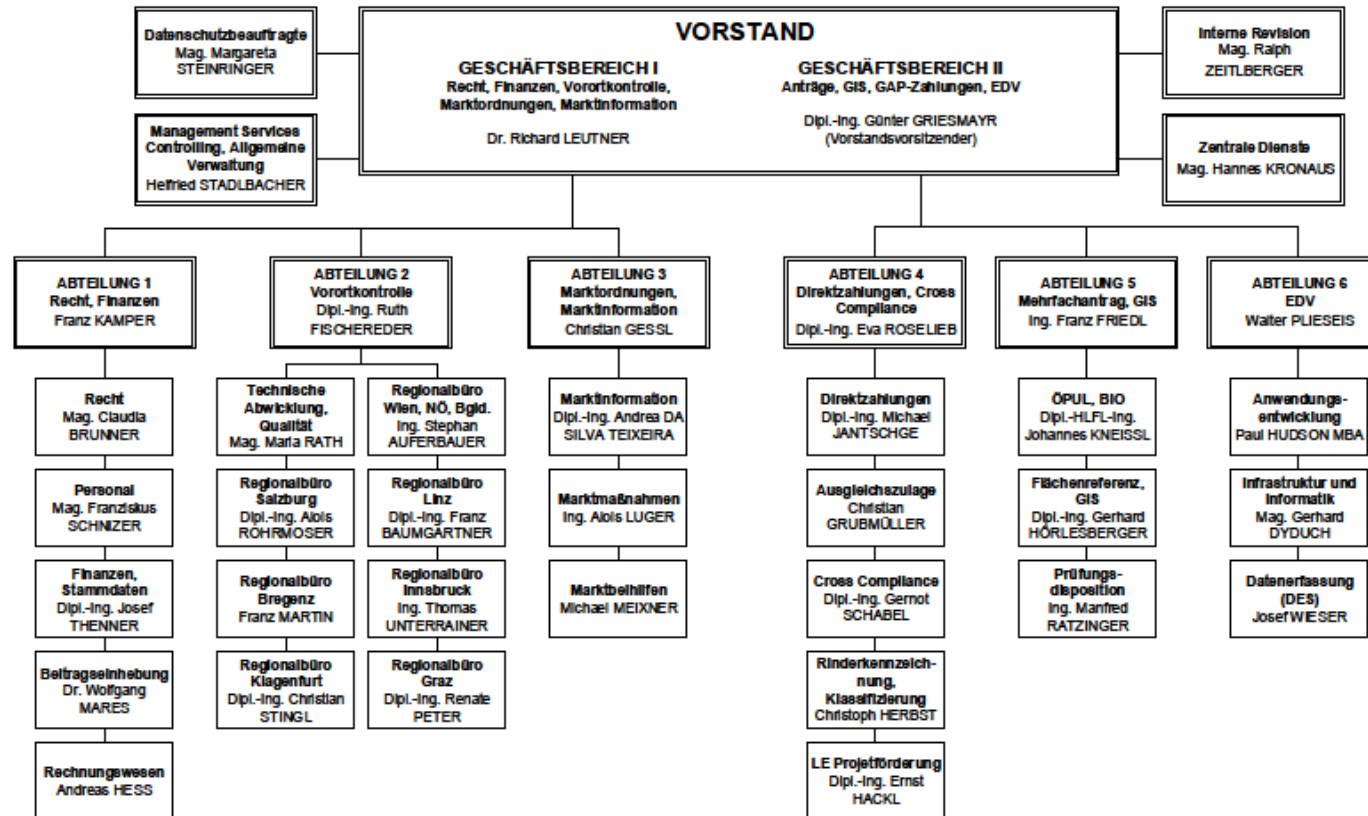 VORSTAND
Datenschutzbeauftragte
Mag. Margareta
STEINRINGER
GESCHÄFTSBEREICH I
Recht, Finanzen, Vorortkontrolle,
Marktordnungen, Marktinformation
Dr. Richard LEUTNER
GESCHÄFTSBEREICH II
Anträge, GIS, GAP-Zahlungen, EDV
Dipl.-Ing. Günter GRIESMAYR
(Vorstandsvorsitzender)
Interne Revision
Mag. Ralph
ZEITLBERGER
Management Services
Controlling, Allgemeine
Verwaltung
Helfried STADLBACHER
Zentrale Dienste
Mag. Hannes KRONAUS
ABTEILUNG 1
Recht, Finanzen
Franz KAMPER
ABTEILUNG 2
Vorortkontrolle
Dipl.-Ing. Ruth
FISCHEREDER
ABTEILUNG 3
Marktordnungen,
Marktinformation
Christian GESSL
ABTEILUNG 4
Direktzahlungen, Cross
Compliance
Dipl.-Ing. Eva ROSELIEB
ABTEILUNG 5
Mehrfachantrag, GIS
Ing. Franz FRIEDL
ABTEILUNG 6
EDV
Walter PLIESEIS
Recht
Mag. Claudia
BRUNNER
Personal
Mag. Franziskus
SCHNIZER
Finanzen,
Stammdaten
Dipl.-Ing. Josef
THENNER
Beitragseinhebung
Dr. Wolfgang
MARES
Rechnungswesen
Andreas HESS
Technische
Abwicklung,
Qualität
Mag. Maria RATH
Regionalbüro
Salzburg
Dipl.-Ing. Alois
ROHRMOSER
Regionalbüro
Bregenz
Franz MARTIN
Regionalbüro
Klagenfurt
Dipl.-Ing. Christian
STINGL
Regionalbüro
Wien, NÖ, Bgld.
Ing. Stephan
AUFERBAUER
Regionalbüro
Linz
Dipl.-Ing. Franz
BAUMGARTNER
Regionalbüro
Innsbruck
Ing. Thomas
UNTERRAINER
Regionalbüro
Graz
Dipl.-Ing. Renate
PETER
Marktinformation
Dipl.-Ing. Andrea DA
SILVA TEIXEIRA
Marktmaßnahmen
Ing. Alois LUGER
Marktbeihilfen
Michael MEIXNER
Direktzahlungen
Dipl.-Ing. Michael
JANTSCHGE
Ausgleichszulage
Christian
GRUBMÜLLER
Cross Compliance
Dipl.-Ing. Gernot
SCHABEL
Rinderkennzeich-
nung,
Klassifizierung
Christoph HERBST
LE Projetförderung
Dipl.-Ing. Ernst
HACKL
ÖPUL, BIO
Dipl.-HLFL-Ing.
Johannes KNEISSL
Flächenreferenz,
GIS
Dipl.-Ing. Gerhard
HÖRLESBERGER
Prüfungs-
disposition
Ing. Manfred
RATZINGER
Anwendungs-
entwicklung
Paul HUDSON MBA
Infrastruktur und
Informatik
Mag. Gerhard
DYDUCH
Datenerfassung
(DES)
Josef WIESER